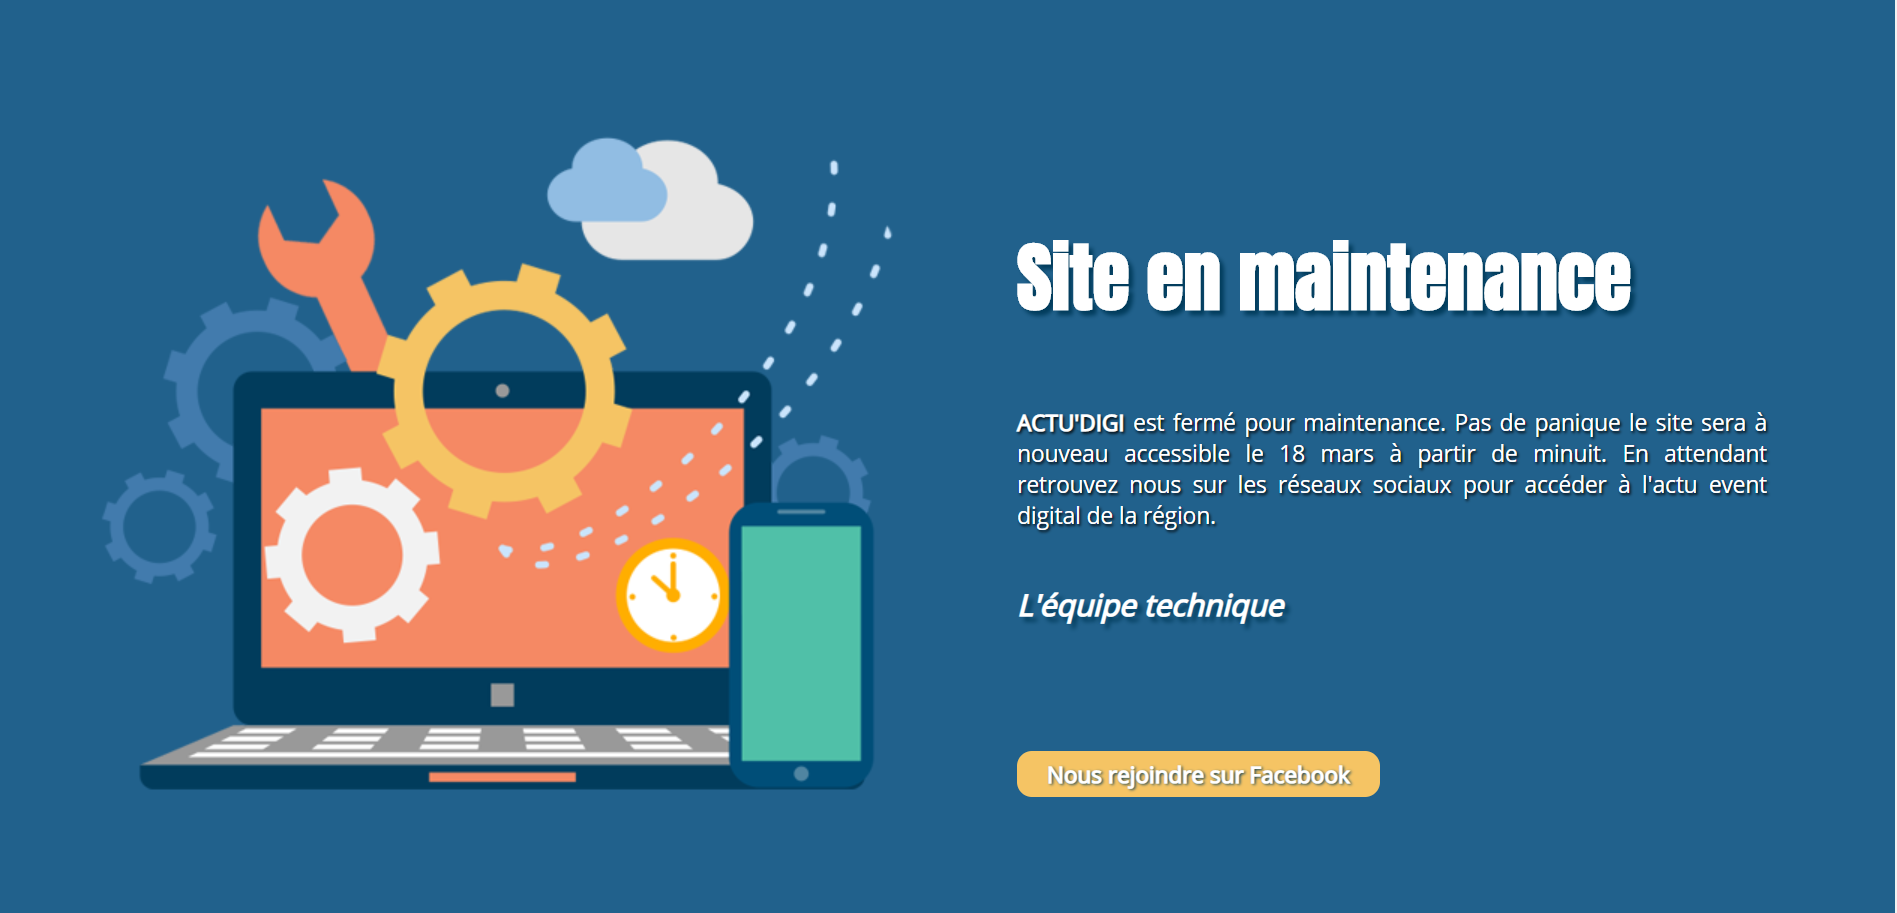 Site en maintenance
ACTU'DIGI est fermé pour maintenance. Pas de panique le site sera à
nouveau accessible le 18 mars à partir de minuit. En attendant
retrouvez nous sur les réseaux sociaux pour accéder à l'actu event
digital de la région.
L'équipe technique
Nous rejoindre sur Facebook